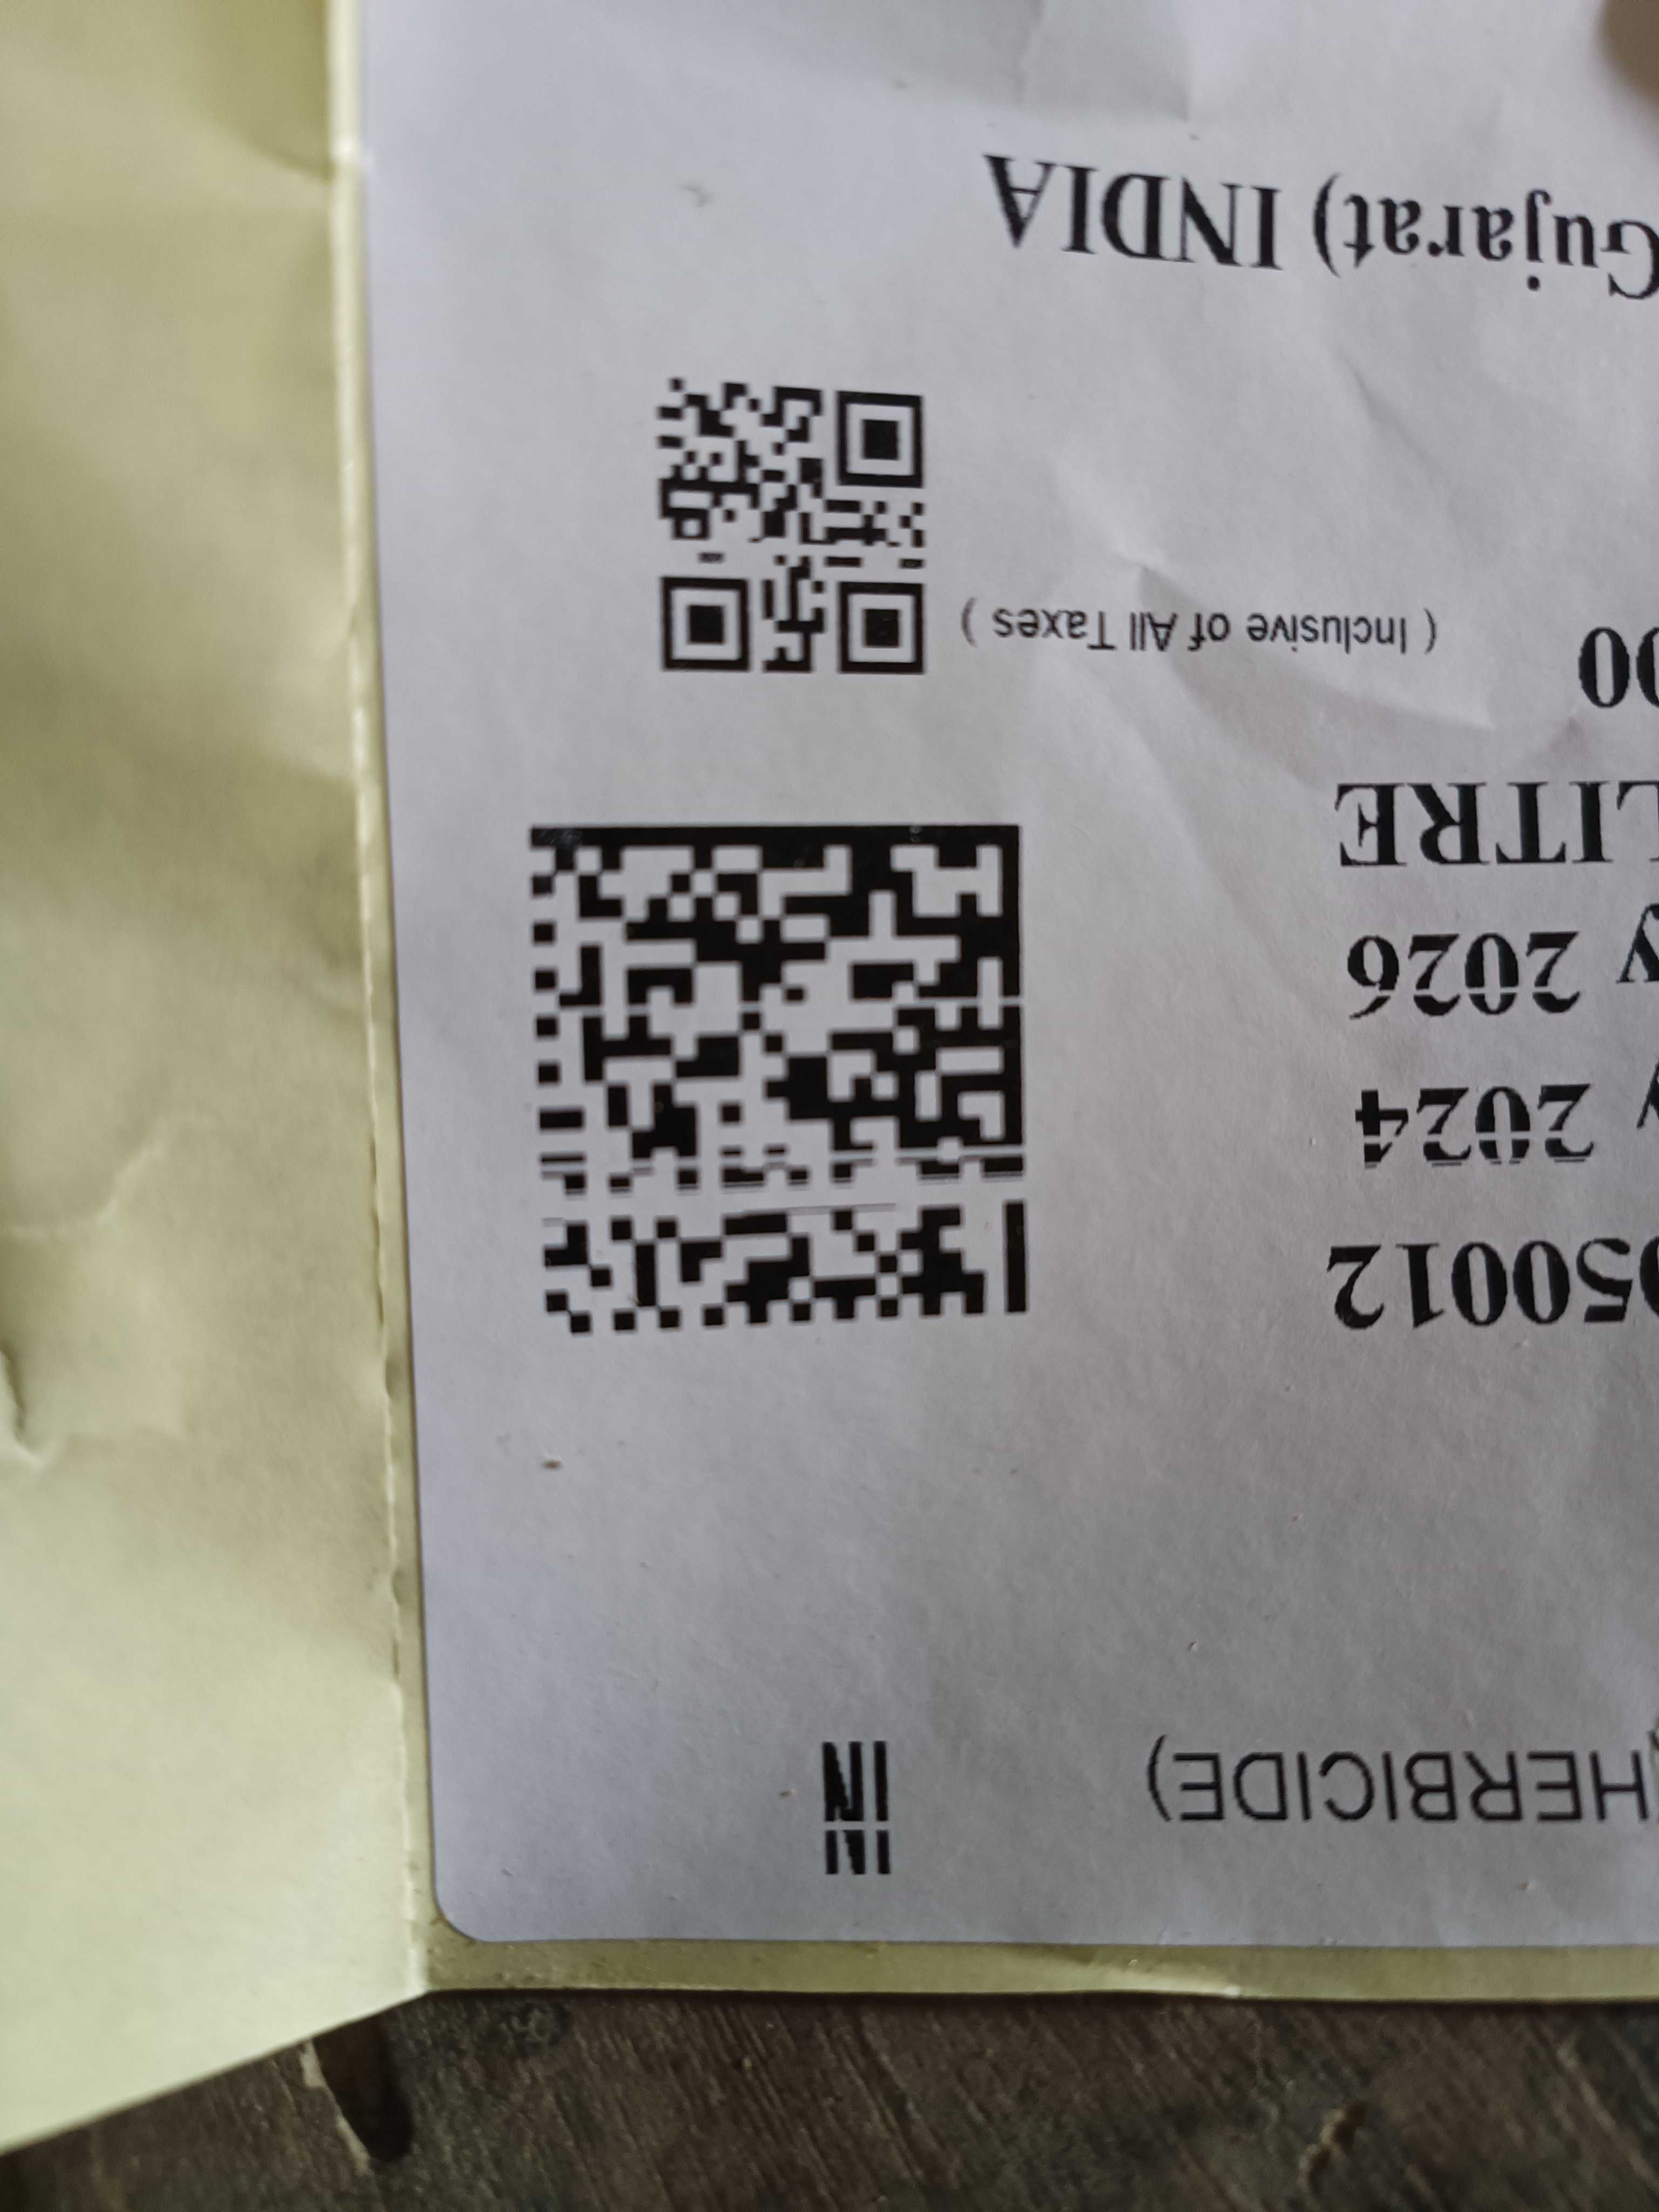 HERBICIDE)
IN
50012
y 2024
y 2026
LITRE
00
( Inclusive of All Taxes )
Gujarat) INDIA